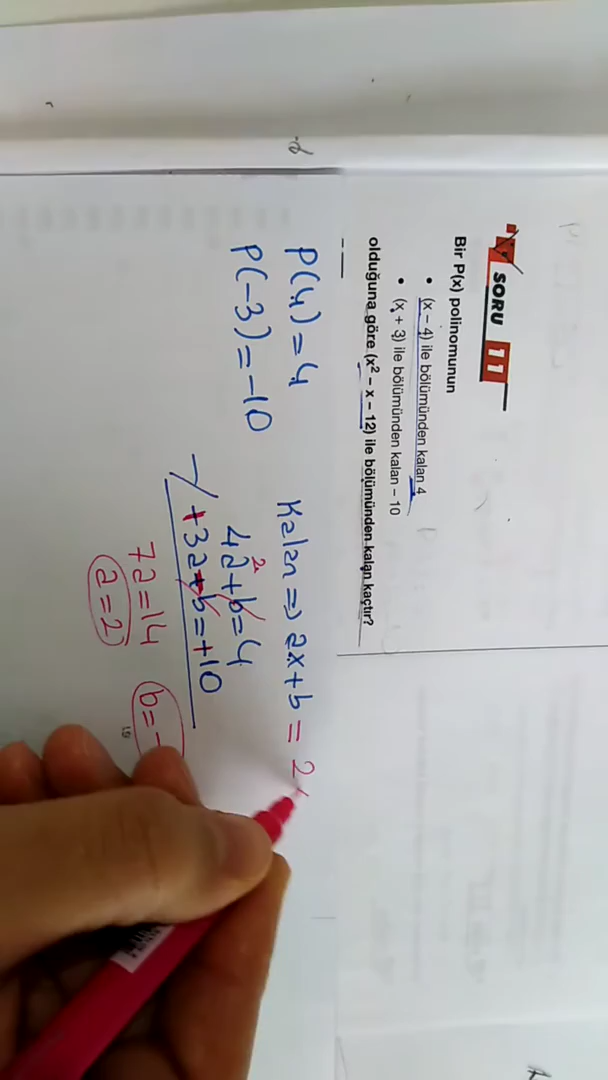 SORU 11
Bir P(x) polinomunun
• (x – 4) ile bölümünden kalan 4
• (x + 3) ile bölümünden kalan – 10
olduğuna göre (x² – x – 12) ile bölümünden kalan kaçtır?
P(4)=4
P(-3)=-10
Kalan => ax+b = 2
4a+b=4
+3a+b=+10
7a=14
a=2
b=-